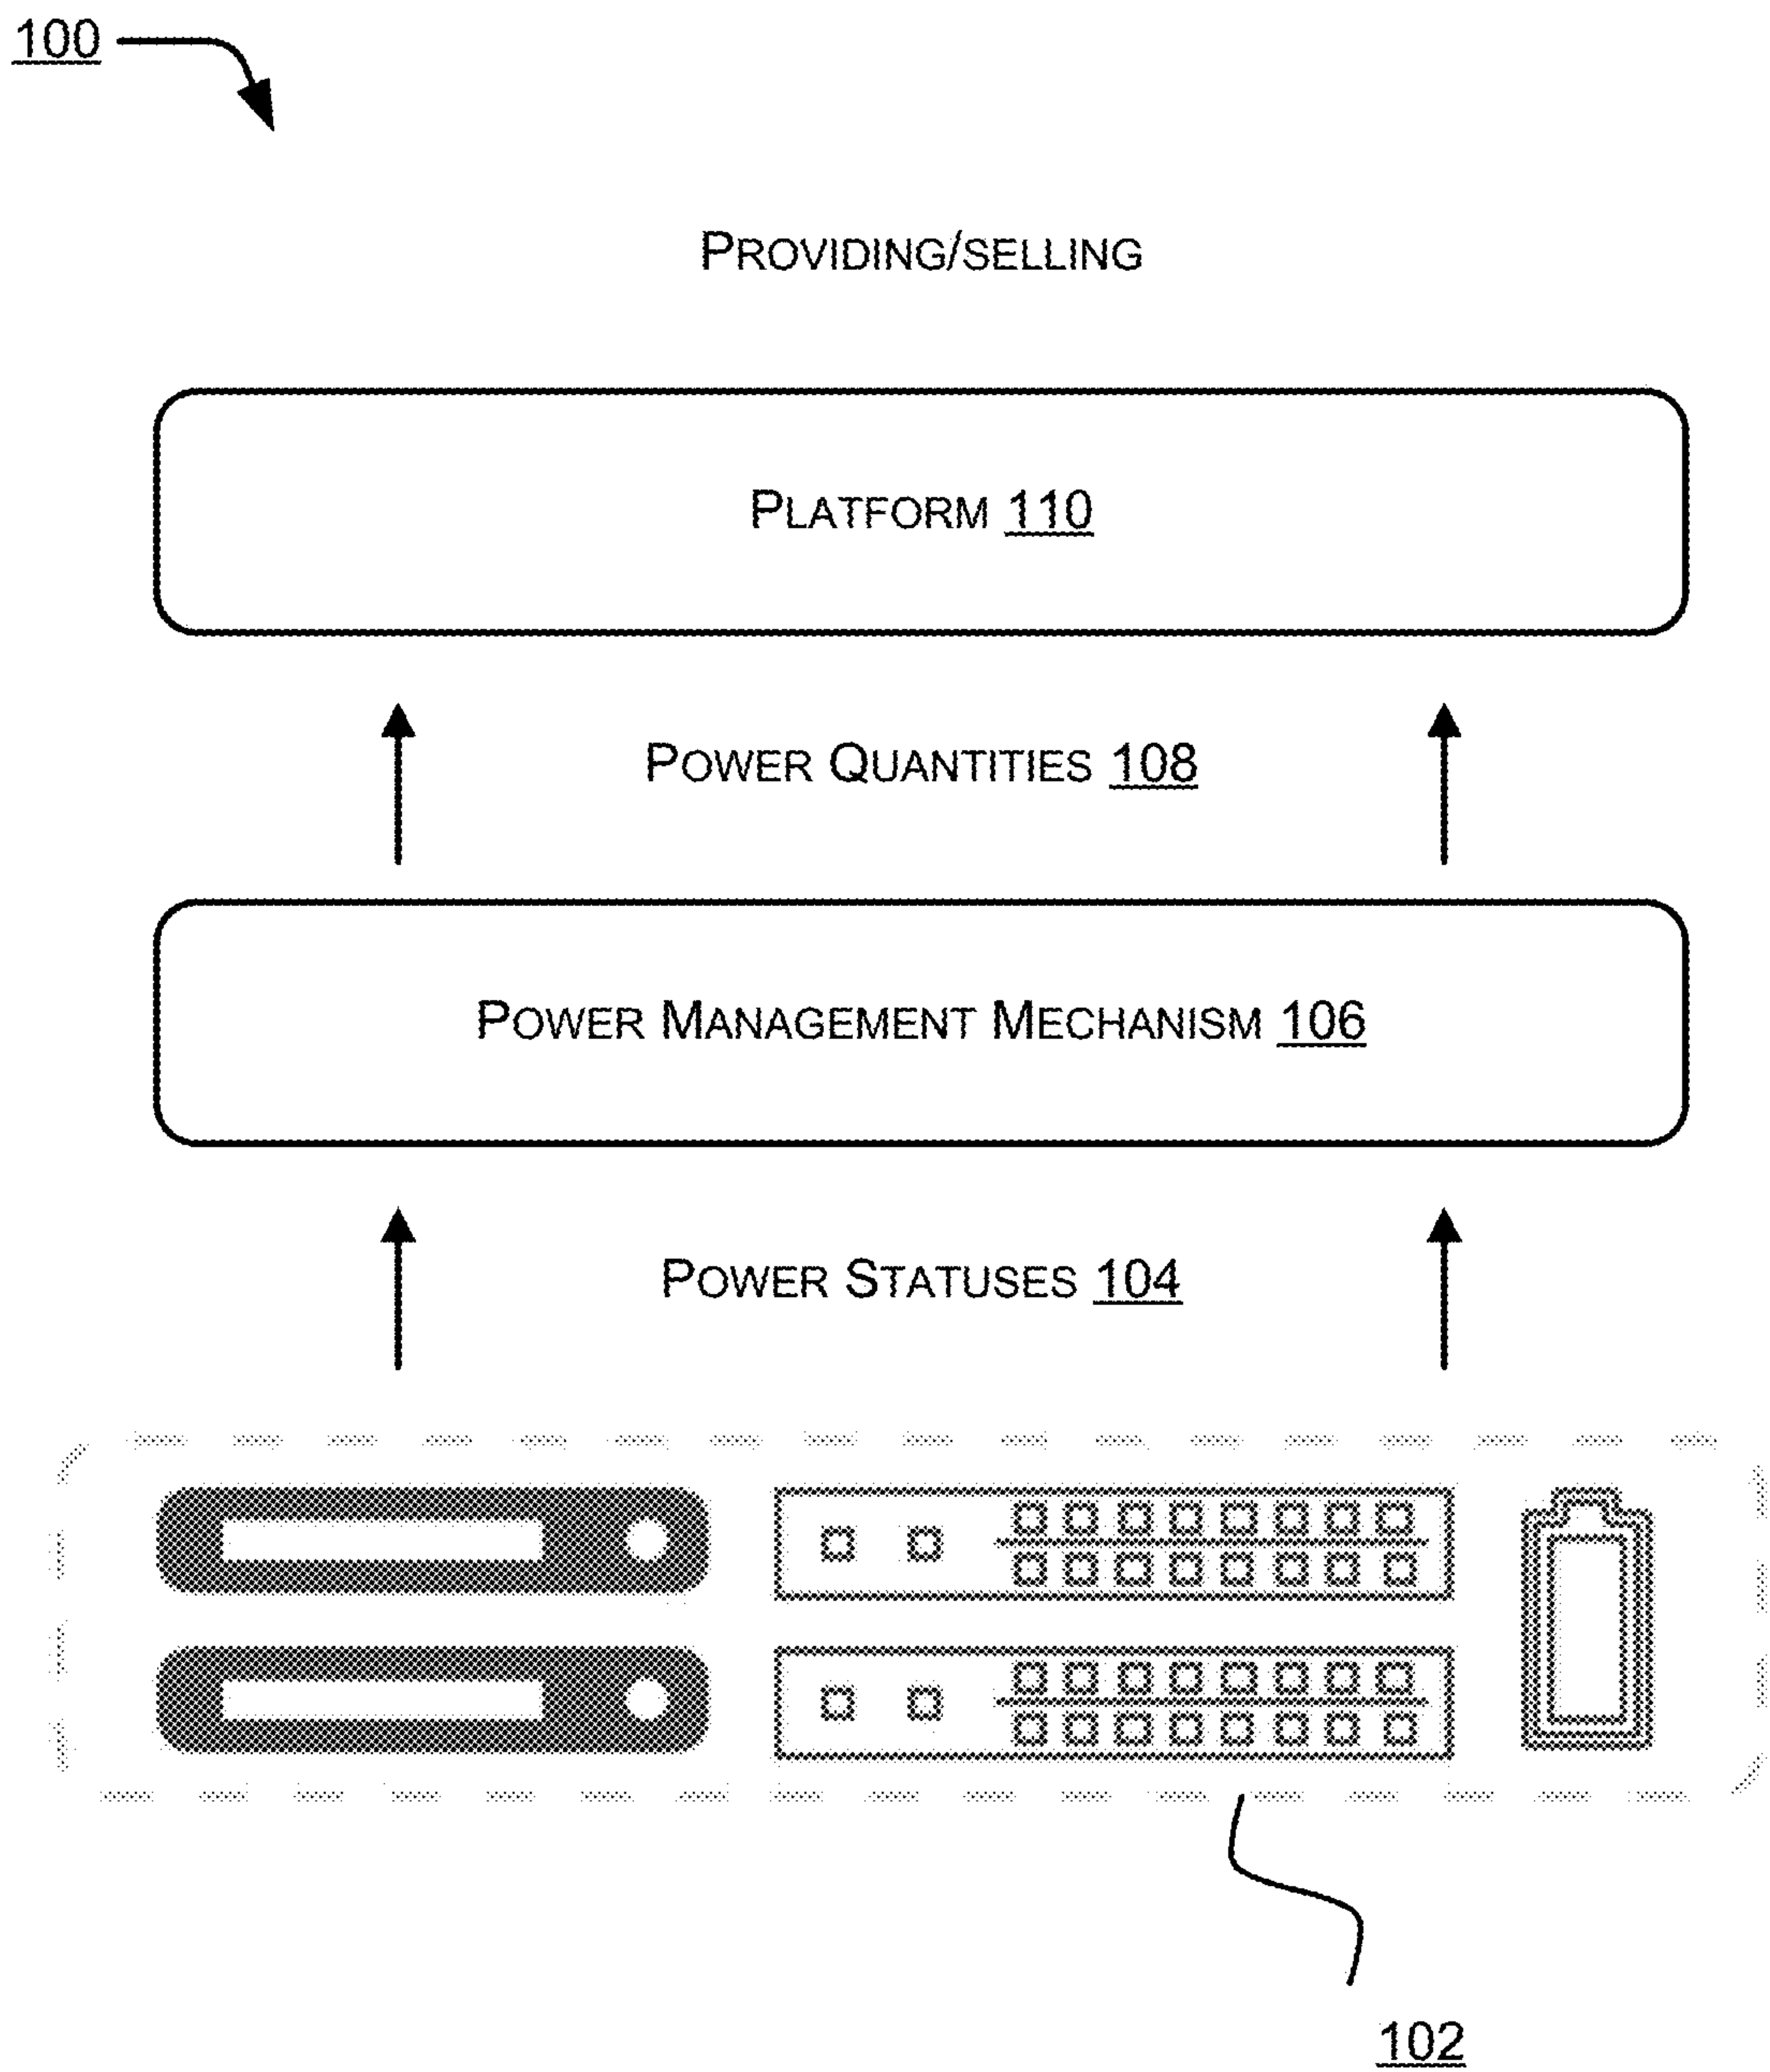 100
PROVIDING/SELLING
PLATFORM 110
POWER QUANTITIES 108
POWER MANAGEMENT MECHANISM 106
POWER STATUSES 104
102